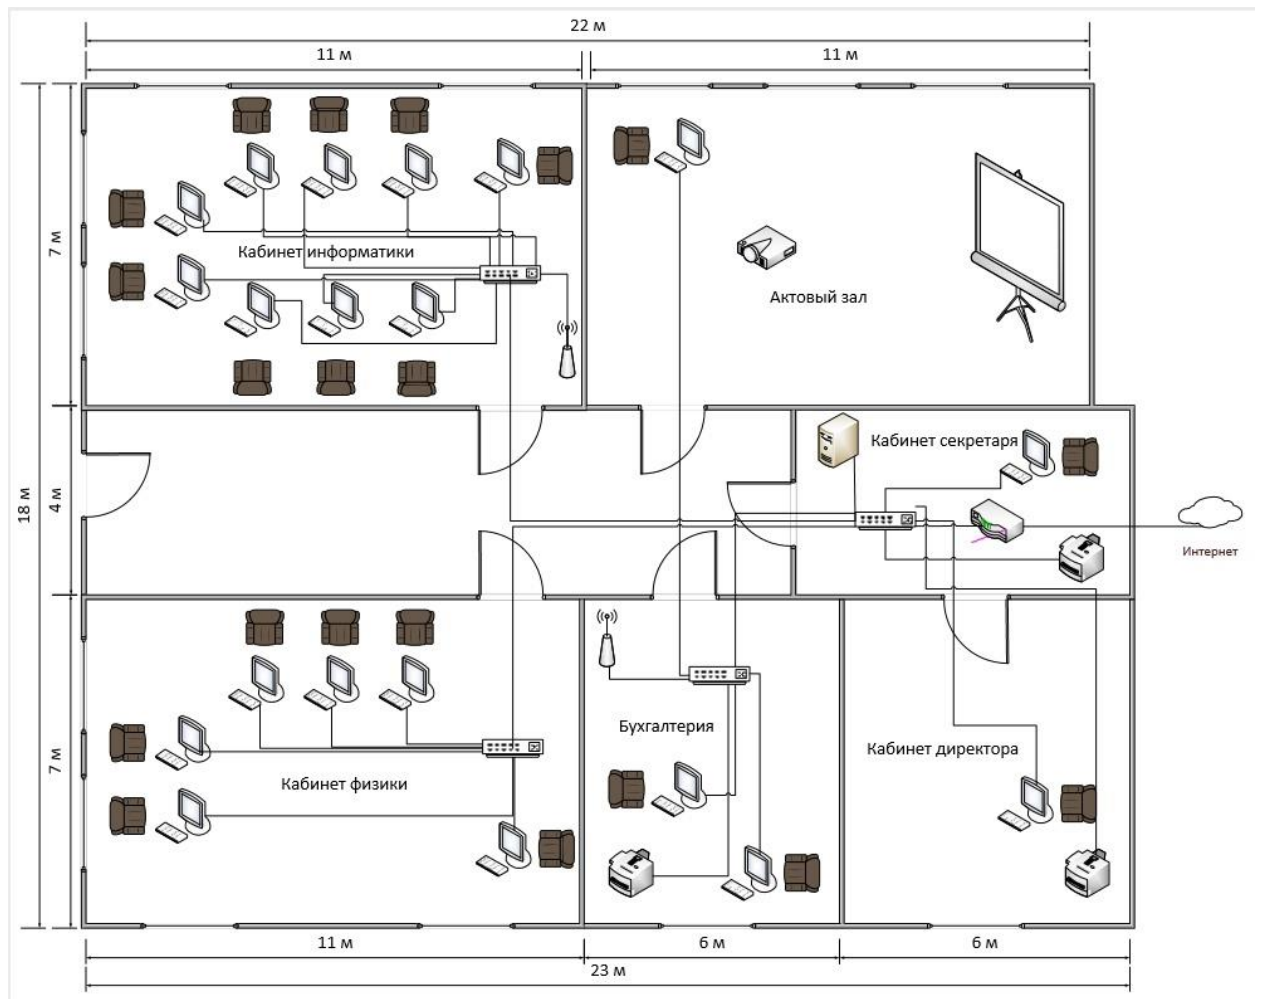 22 м
11 м
11 м
7 м
Кабинет информатики
Актовый зал
18 м
4 м
Кабинет секретаря
Интернет
7 м
Кабинет физики
Бухгалтерия
Кабинет директора
11 м
6 м
6 м
23 м